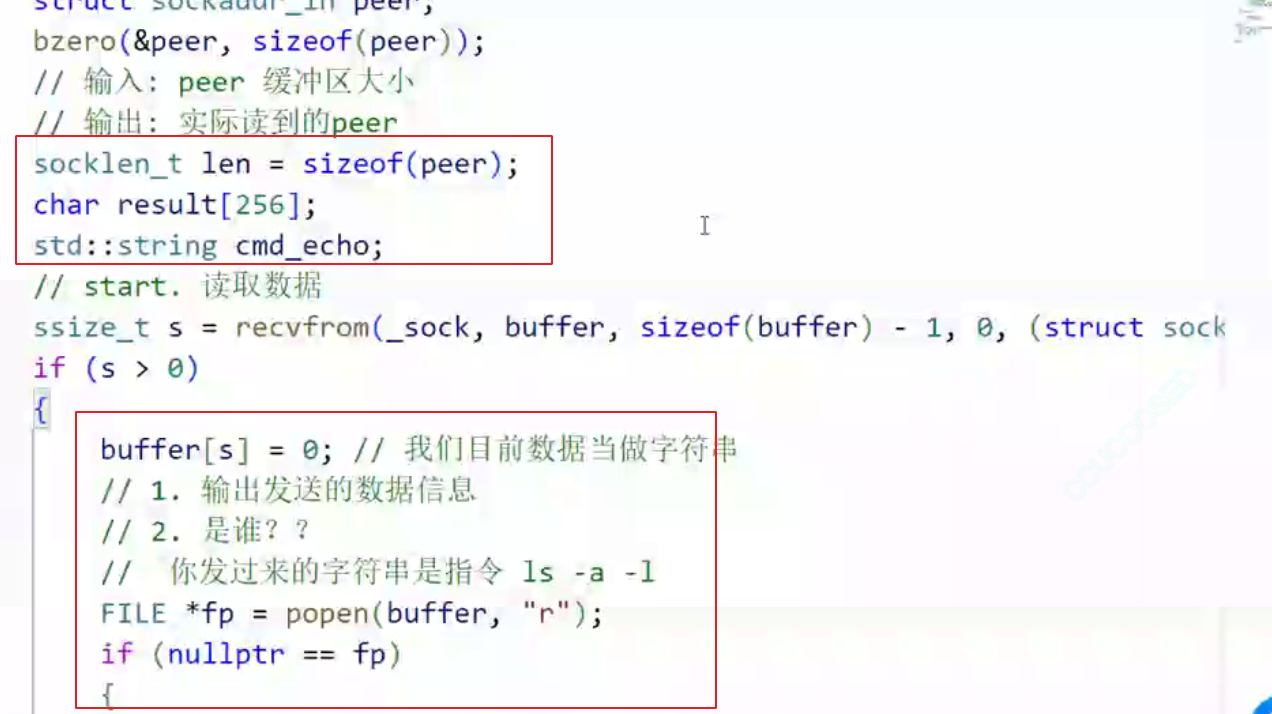 struct sockaddr_in peer;
bzero(&peer, sizeof(peer));
// 输入: peer 缓冲区大小
// 输出: 实际读到的peer
socklen_t len = sizeof(peer);
char result[256];
std::string cmd_echo;
// start. 读取数据
ssize_t s = recvfrom(_sock, buffer, sizeof(buffer) - 1, 0, (struct sock
if (s > 0)
{
buffer[s] = 0; // 我们目前数据当做字符串
// 1. 输出发送的数据信息
// 2. 是谁？？
//  你发过来的字符串是指令 ls -a -l
FILE *fp = popen(buffer, "r");
if (nullptr == fp)
{